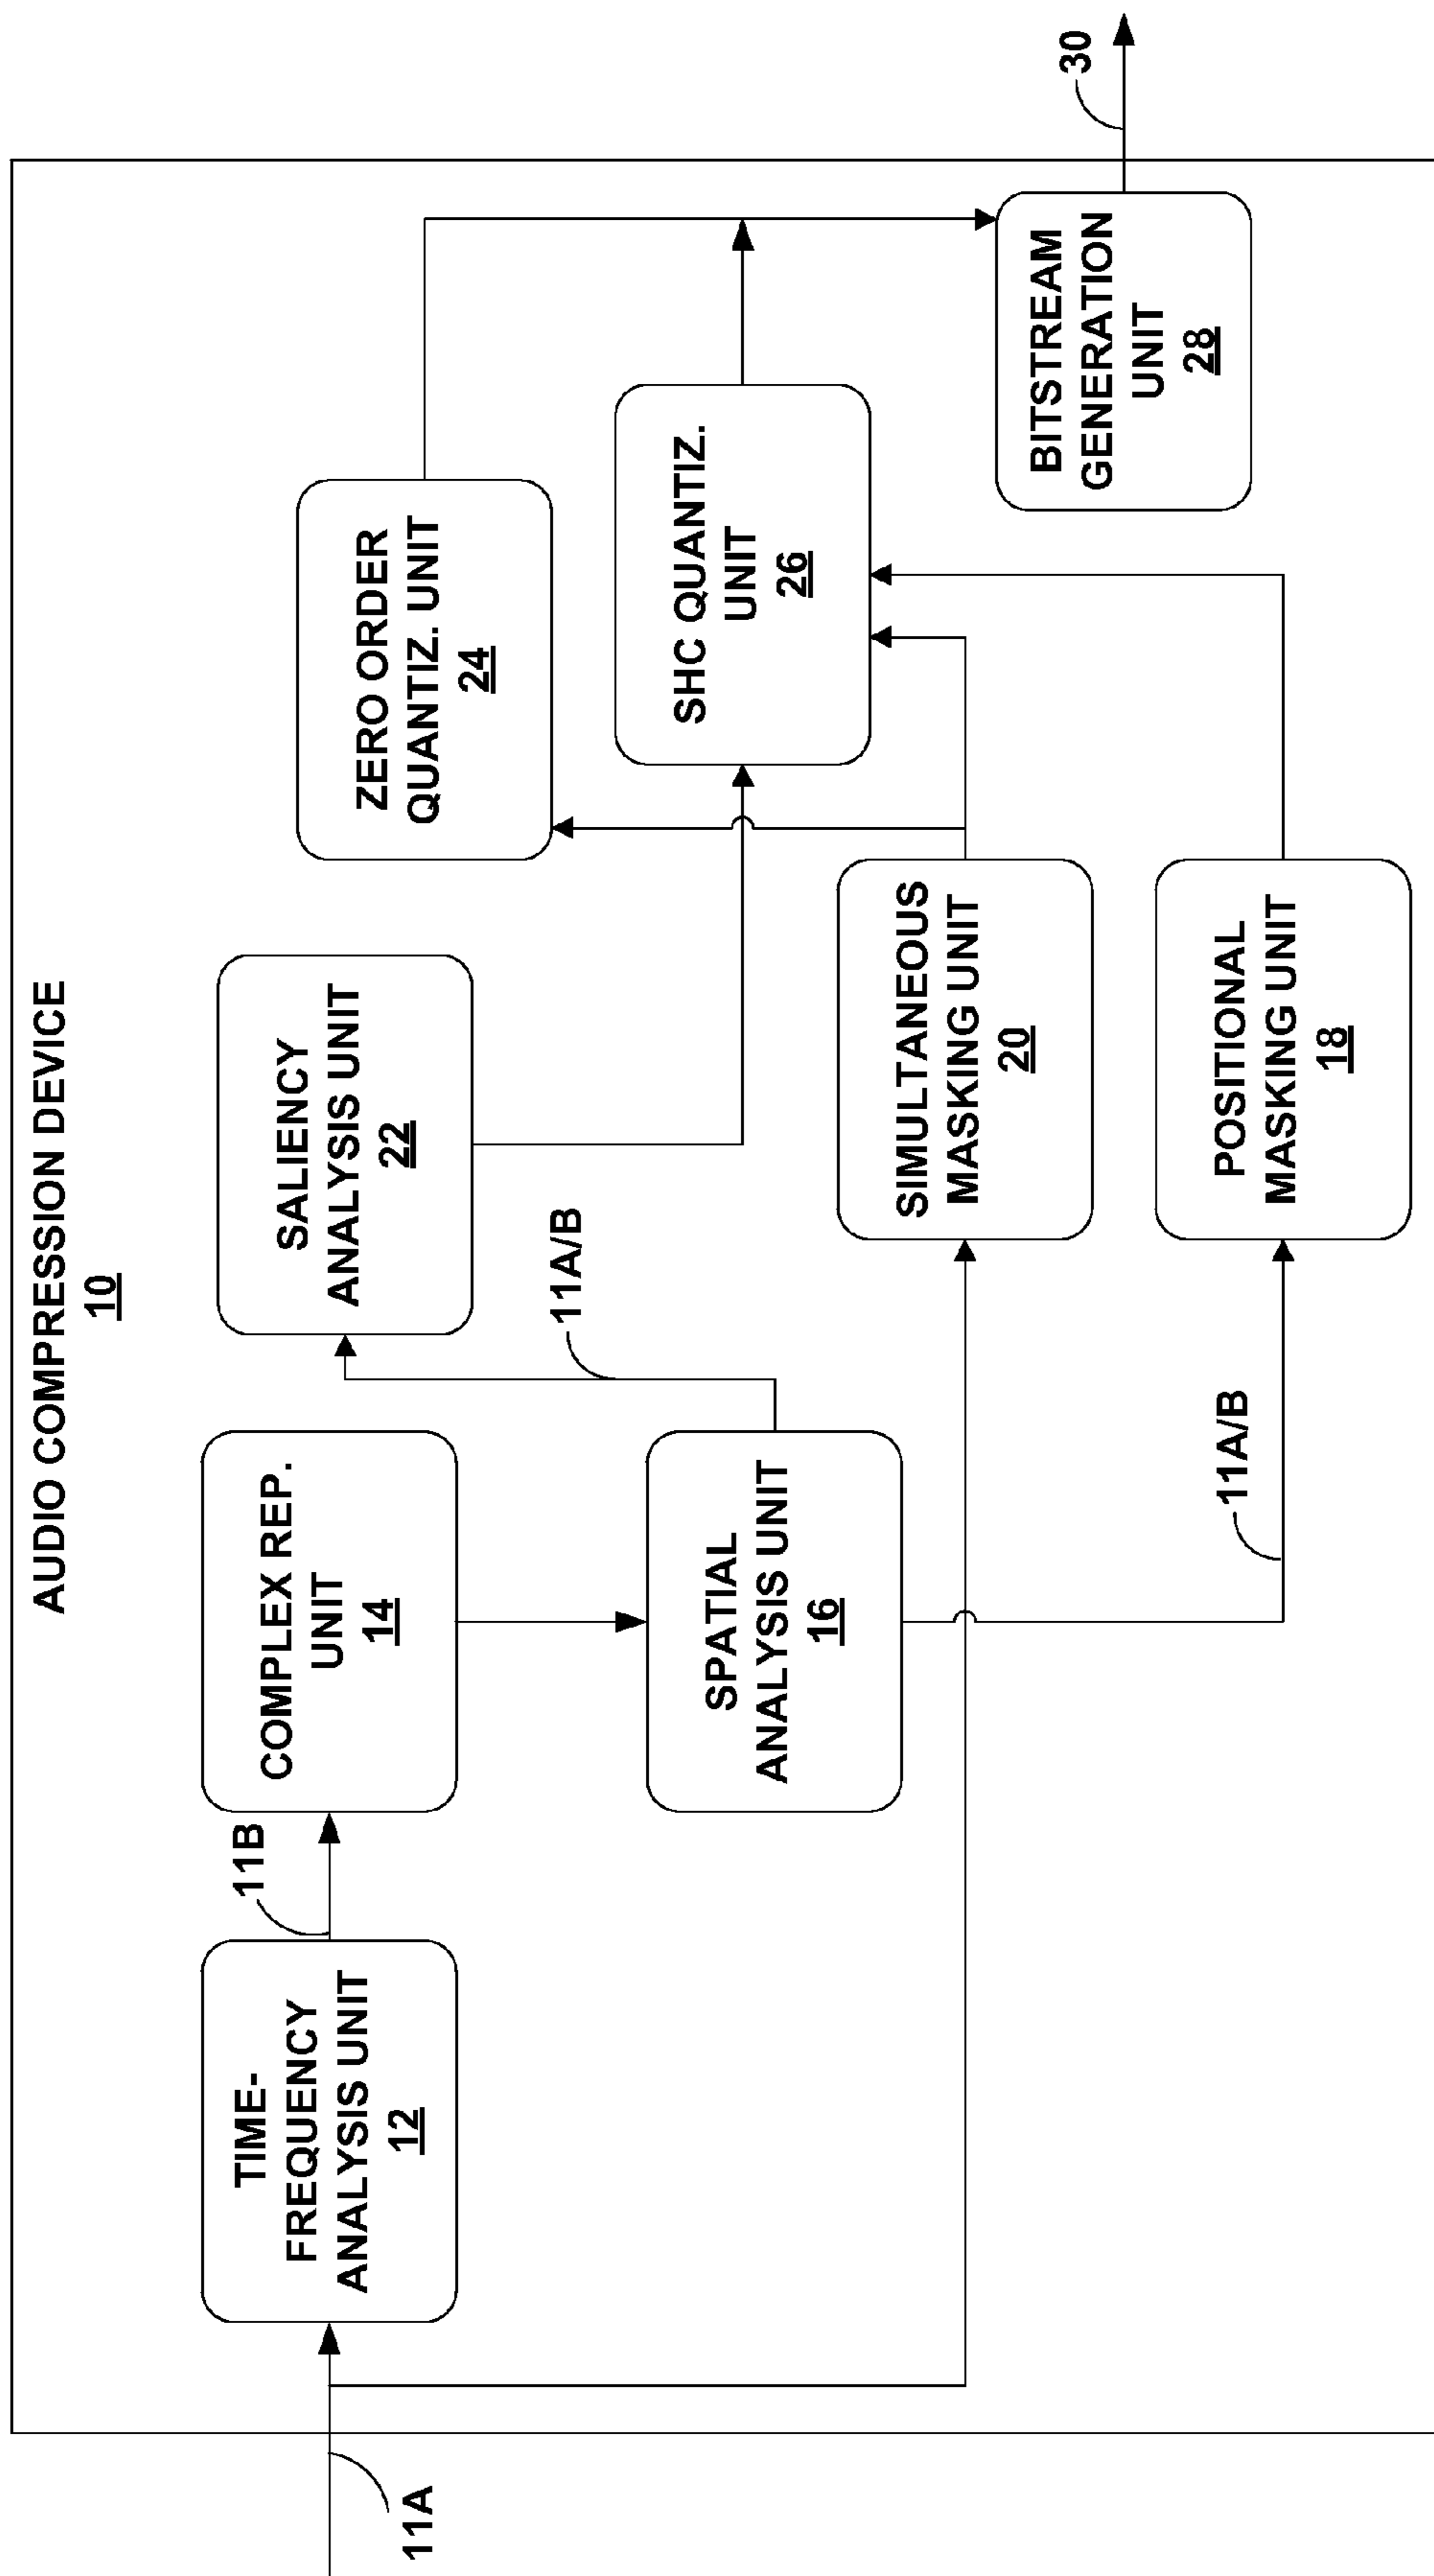 AUDIO COMPRESSION DEVICE
10
11A
TIME-
FREQUENCY
ANALYSIS UNIT
12
11B
COMPLEX REP.
UNIT
14
SPATIAL
ANALYSIS UNIT
16
11A/B
SALIENCY
ANALYSIS UNIT
22
11A/B
SIMULTANEOUS
MASKING UNIT
20
POSITIONAL
MASKING UNIT
18
ZERO ORDER
QUANTIZ. UNIT
24
SHC QUANTIZ.
UNIT
26
BITSTREAM
GENERATION
UNIT
28
30